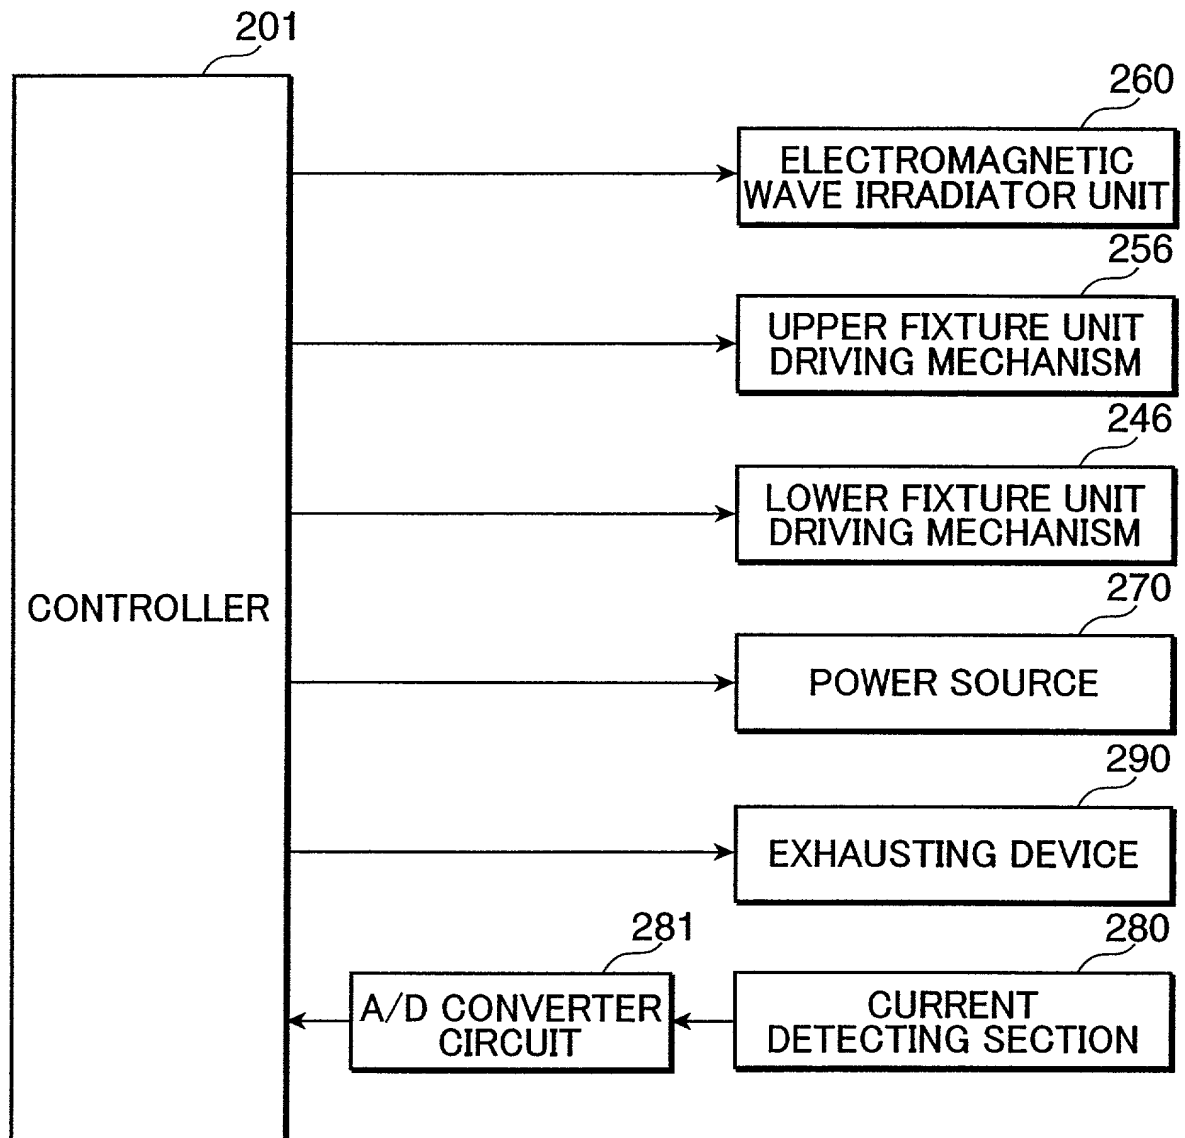 201
260
ELECTROMAGNETIC
WAVE IRRADIATOR UNIT
256
UPPER FIXTURE UNIT
DRIVING MECHANISM
246
LOWER FIXTURE UNIT
DRIVING MECHANISM
CONTROLLER
270
POWER SOURCE
290
EXHAUSTING DEVICE
281
A/D CONVERTER
CIRCUIT
280
CURRENT
DETECTING SECTION